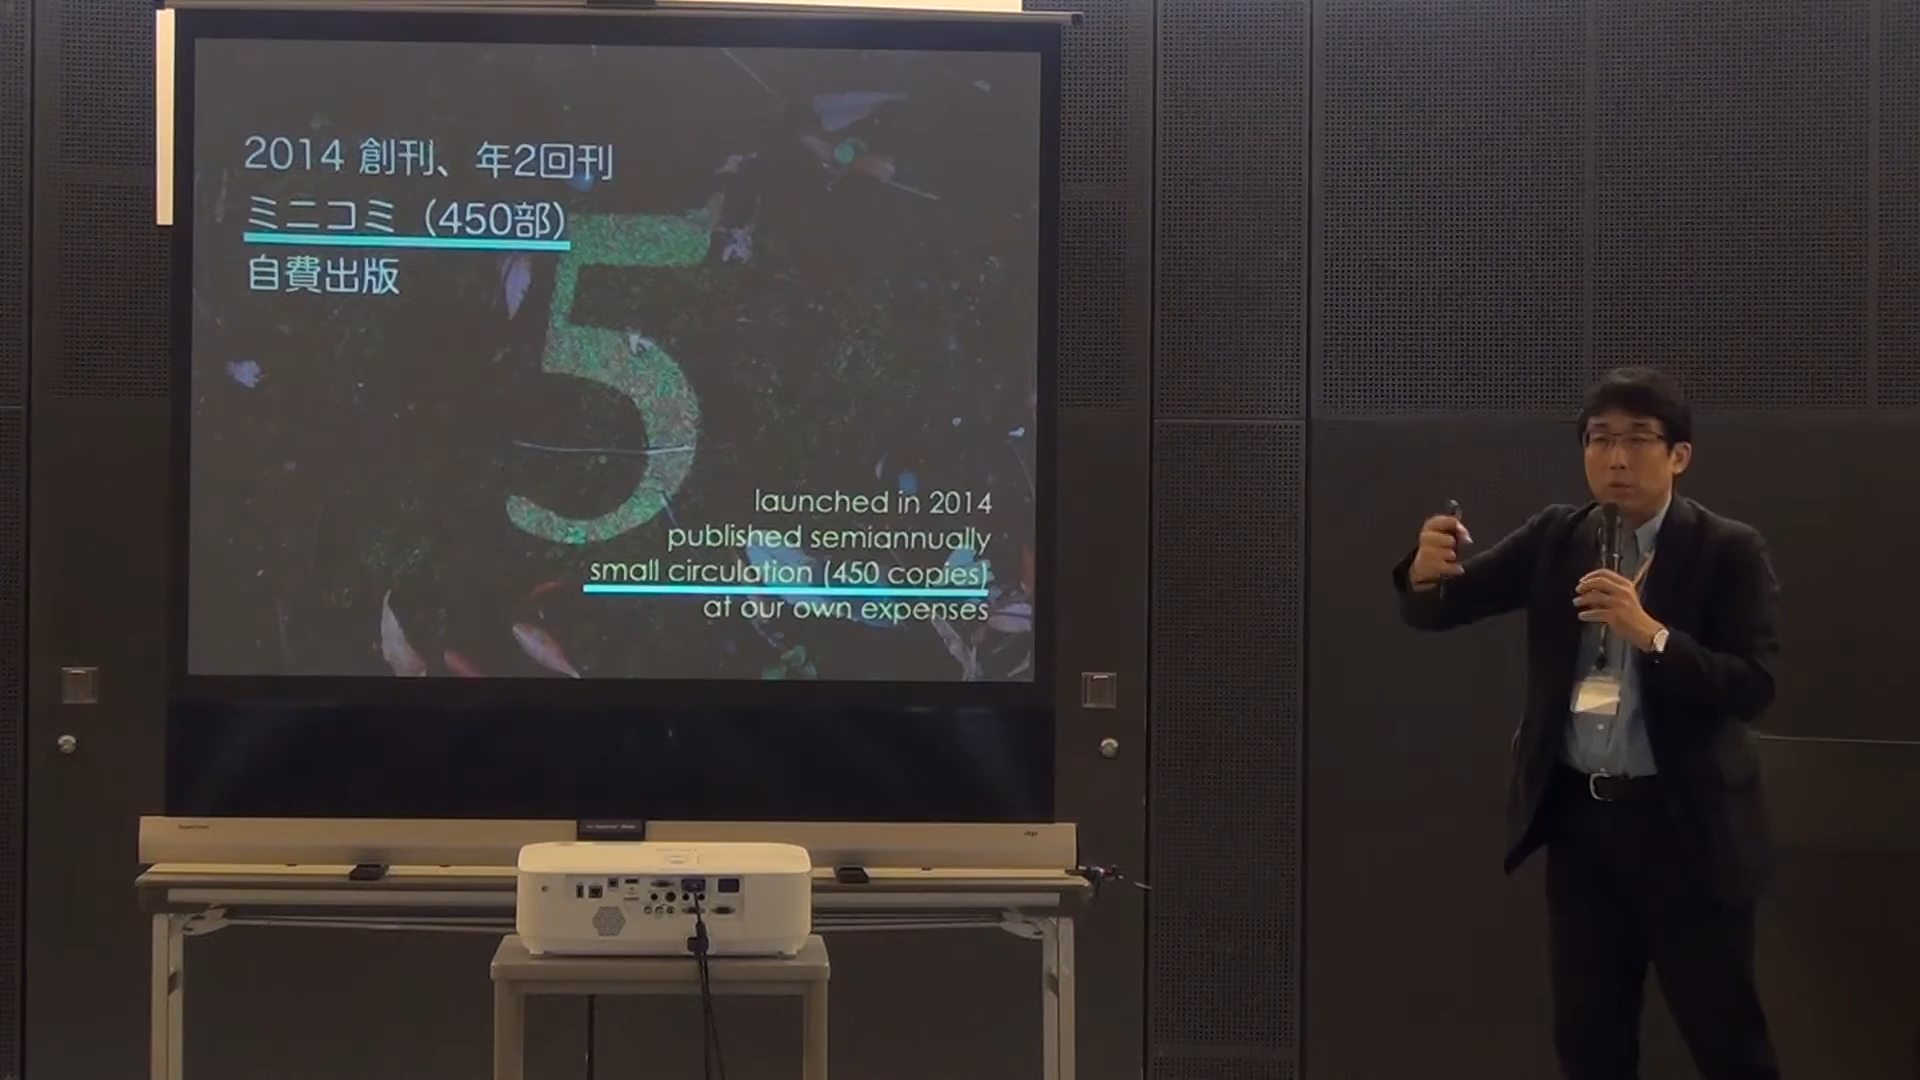 2014 創刊、年2回刊
ミニコミ（450部）
自費出版
5
launched in 2014
published semiannually
small circulation (450 copies)
at our own expenses